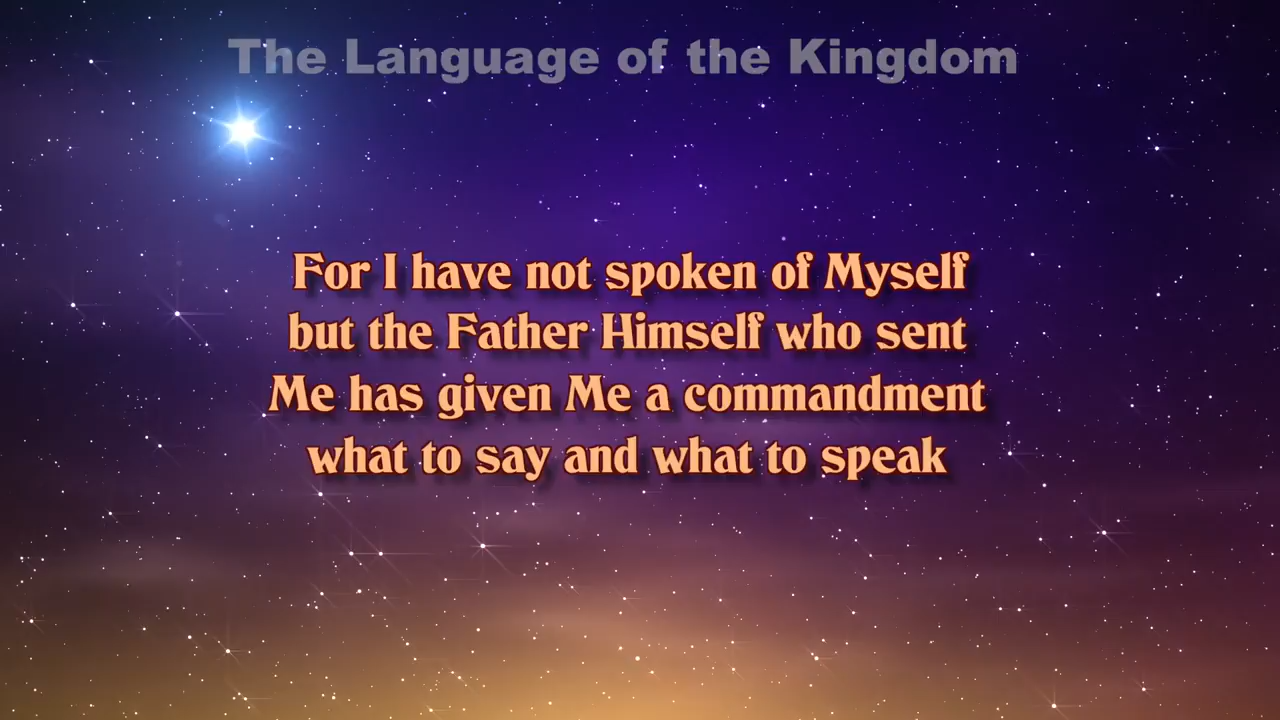 The Language of the Kingdom
For I have not spoken of Myself
but the Father Himself who sent
Me has given Me a commandment
what to say and what to speak